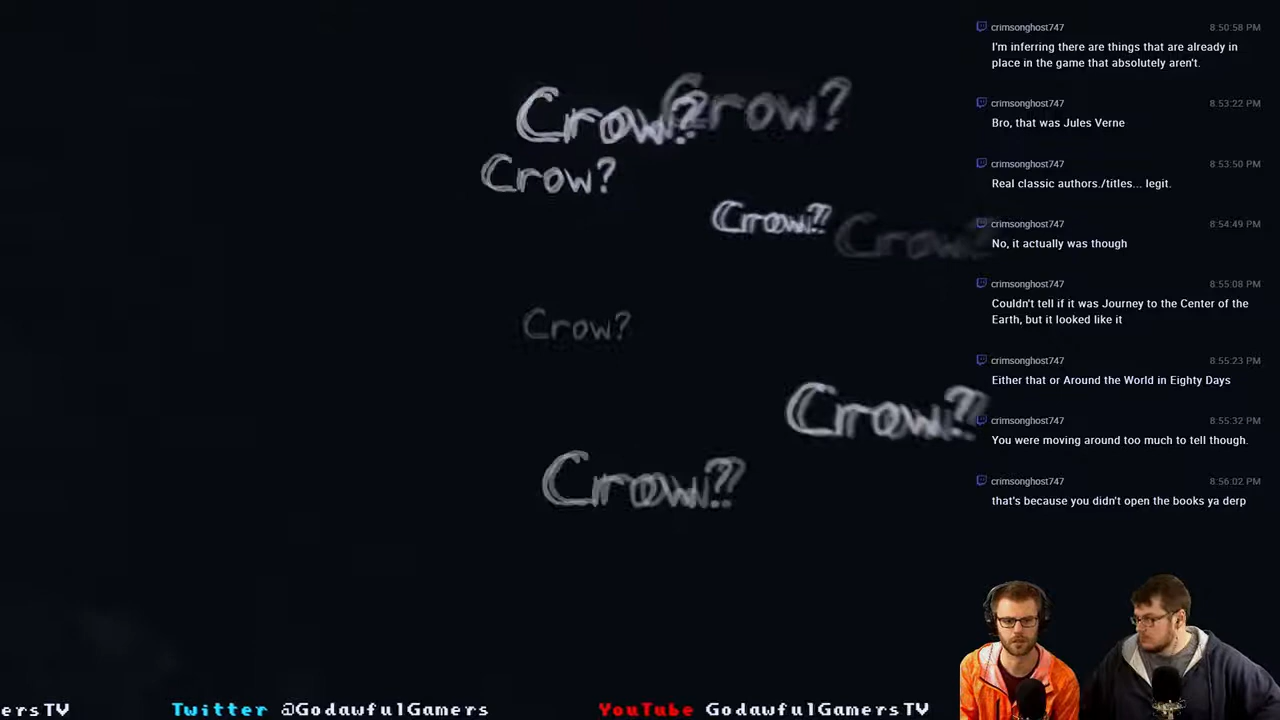 Crow?
Crow?
Crow?
Crow??
Crow?
Crow?
Crow??
Crow??
crimsonghost747 8:50:58 PM
I'm inferring there are things that are already in
place in the game that absolutely aren't.
crimsonghost747 8:53:22 PM
Bro, that was Jules Verne
crimsonghost747 8:53:50 PM
Real classic authors./titles... legit.
crimsonghost747 8:54:49 PM
No, it actually was though
crimsonghost747 8:55:08 PM
Couldn't tell if it was Journey to the Center of the
Earth, but it looked like it
crimsonghost747 8:55:23 PM
Either that or Around the World in Eighty Days
crimsonghost747 8:55:32 PM
You were moving around too much to tell though.
crimsonghost747 8:56:02 PM
that's because you didn't open the books ya derp
ersTV Twitter @GodawfulGamers YouTube GodawfulGamersTV